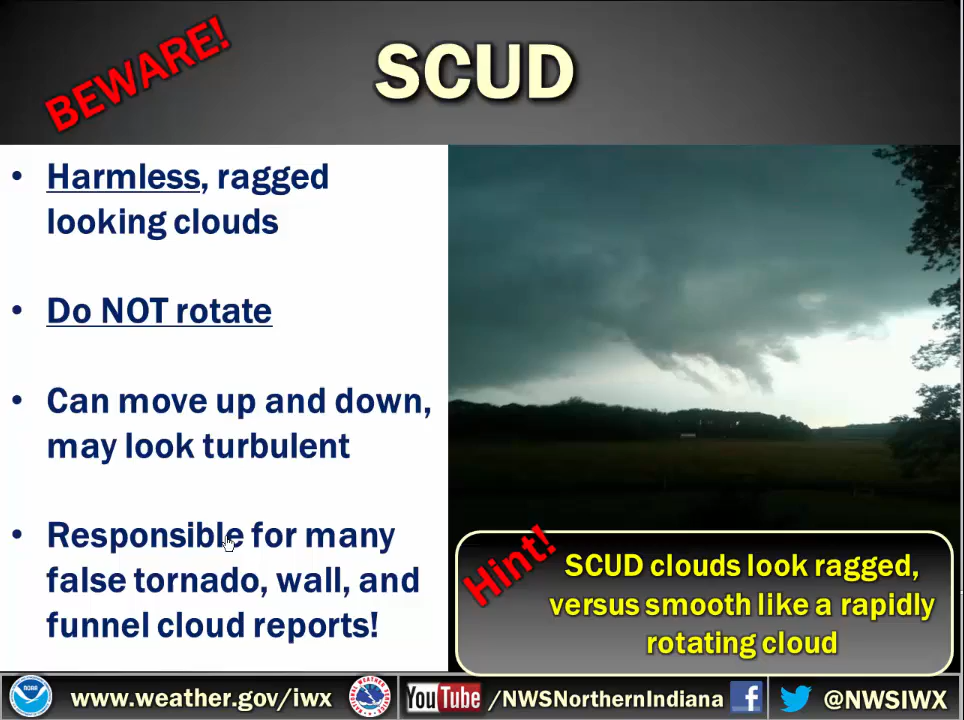 BEWARE!
SCUD
• Harmless, ragged
looking clouds
• Do NOT rotate
• Can move up and down,
may look turbulent
• Responsible for many
false tornado, wall, and
funnel cloud reports!
Hint!
SCUD clouds look ragged,
versus smooth like a rapidly
rotating cloud
NOAA www.weather.gov/iwx YouTube /NWSNorthernIndiana f @NWSIWX